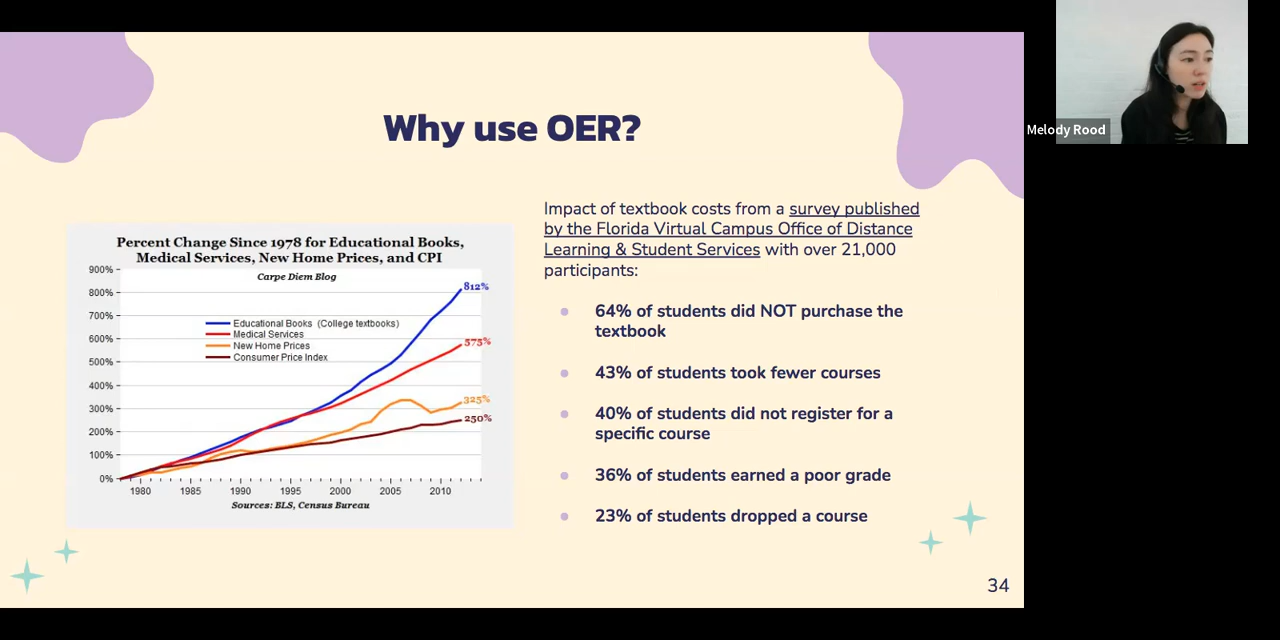 Why use OER?
Melody Rood
Percent Change Since 1978 for Educational Books,
Medical Services, New Home Prices, and CPI
Carpe Diem Blog
900%
800%
700%
600%
500%
400%
300%
200%
100%
0%
812%
575%
325%
250%
Educational Books (College textbooks)
Medical Services
New Home Prices
Consumer Price Index
1980 1985 1990 1995 2000 2005 2010
Sources: BLS, Census Bureau
Impact of textbook costs from a survey published
by the Florida Virtual Campus Office of Distance
Learning & Student Services with over 21,000
participants:
64% of students did NOT purchase the
textbook
43% of students took fewer courses
40% of students did not register for a
specific course
36% of students earned a poor grade
23% of students dropped a course
34